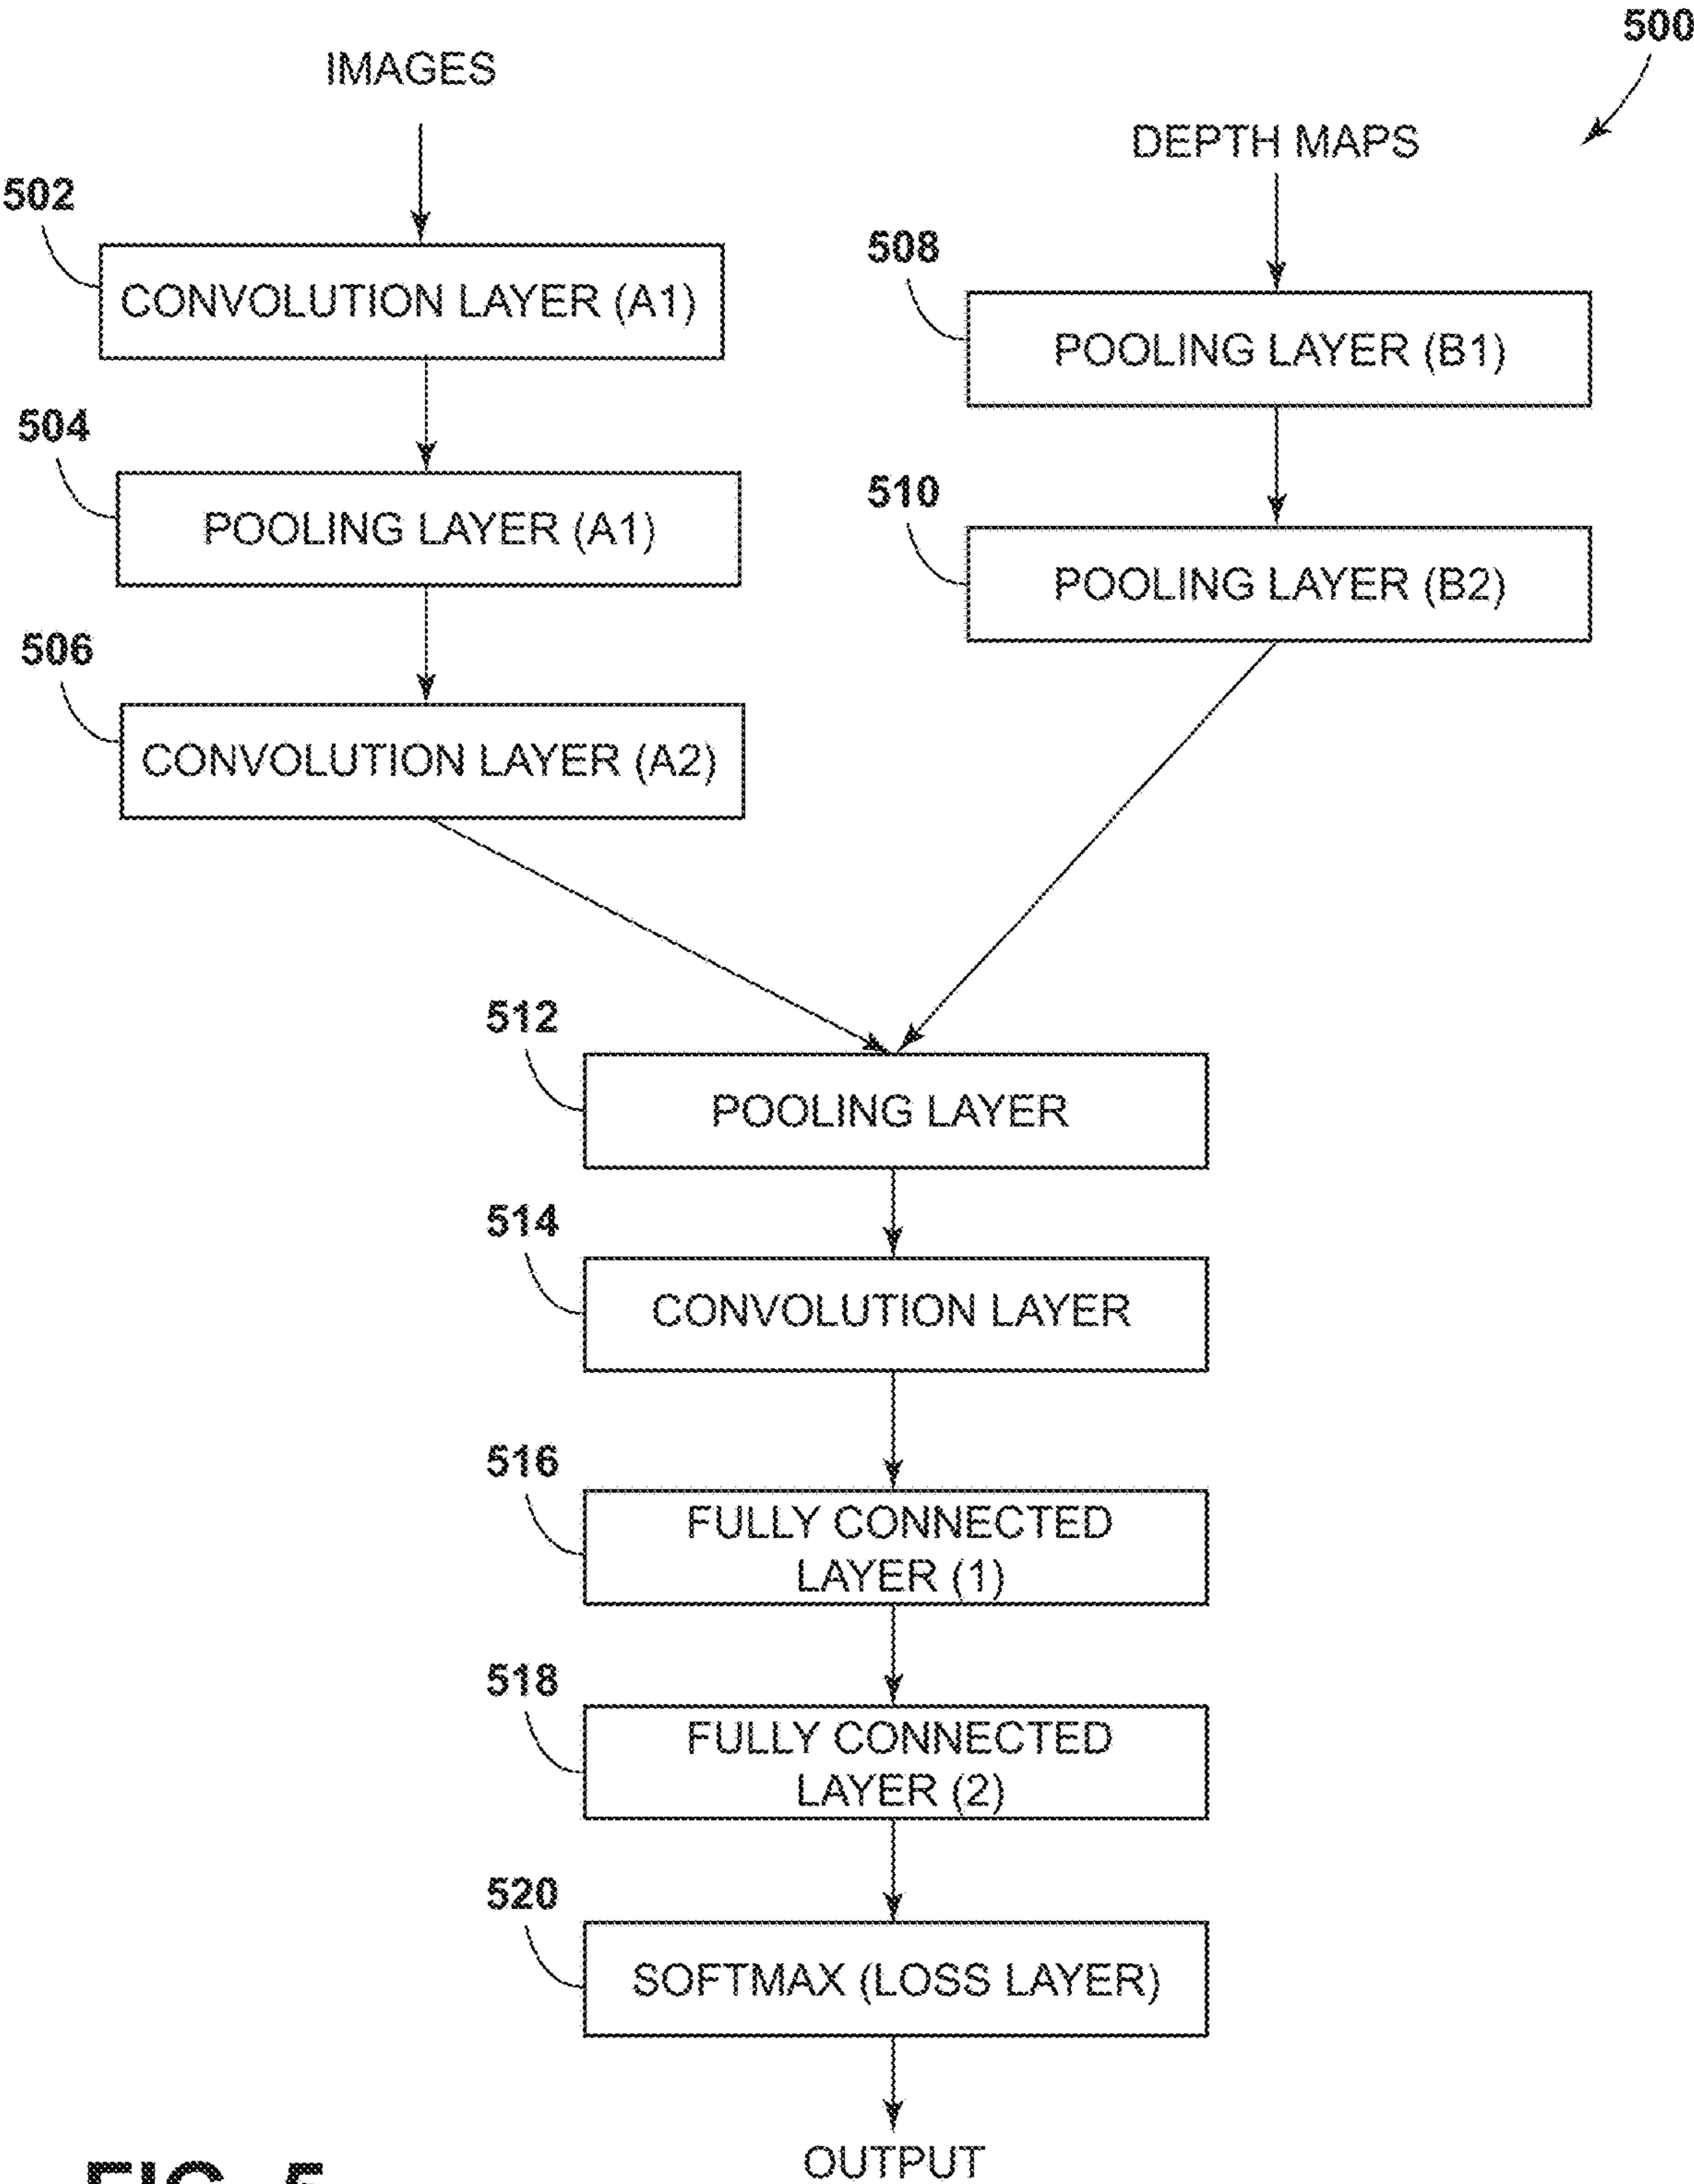 500
IMAGES
DEPTH MAPS
502
CONVOLUTION LAYER (A1)
508
POOLING LAYER (B1)
504
POOLING LAYER (A1)
510
POOLING LAYER (B2)
506
CONVOLUTION LAYER (A2)
512
POOLING LAYER
514
CONVOLUTION LAYER
516
FULLY CONNECTED
LAYER (1)
518
FULLY CONNECTED
LAYER (2)
520
SOFTMAX (LOSS LAYER)
OUTPUT
FIG. 5